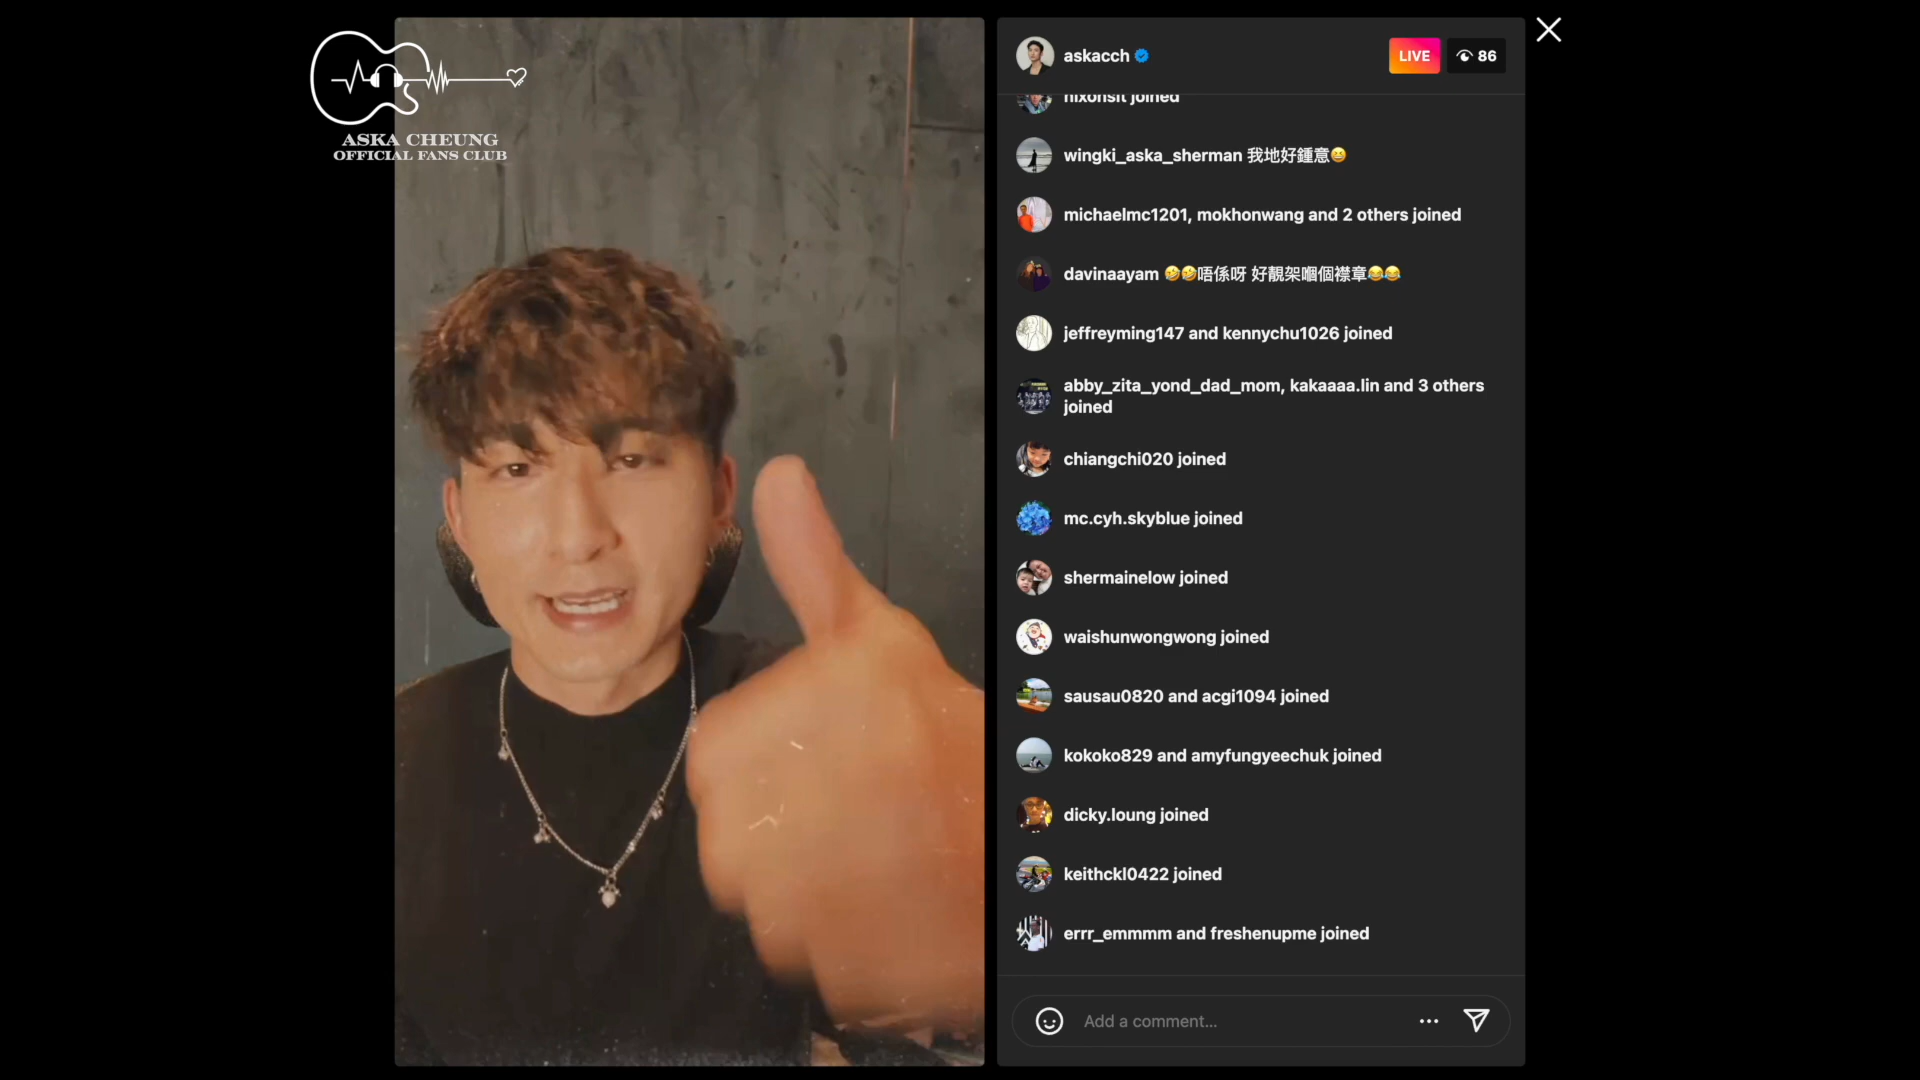 ASKA CHEUNG
OFFICIAL FANS CLUB
askacch
LIVE
86
nixonsit joined
wingki_aska_sherman 我地好鍾意😆
michaelmc1201, mokhonwang and 2 others joined
davinaayam 🤣🤣唔係呀 好靚架嗰個襟章😂😂
jeffreyming147 and kennychu1026 joined
abby_zita_yond_dad_mom, kakaaaa.lin and 3 others
joined
chiangchi020 joined
mc.cyh.skyblue joined
shermainelow joined
waishunwongwong joined
sausau0820 and acgi1094 joined
kokoko829 and amyfungyeechuk joined
dicky.loung joined
keithckl0422 joined
errr_emmmm and freshenupme joined
Add a comment...